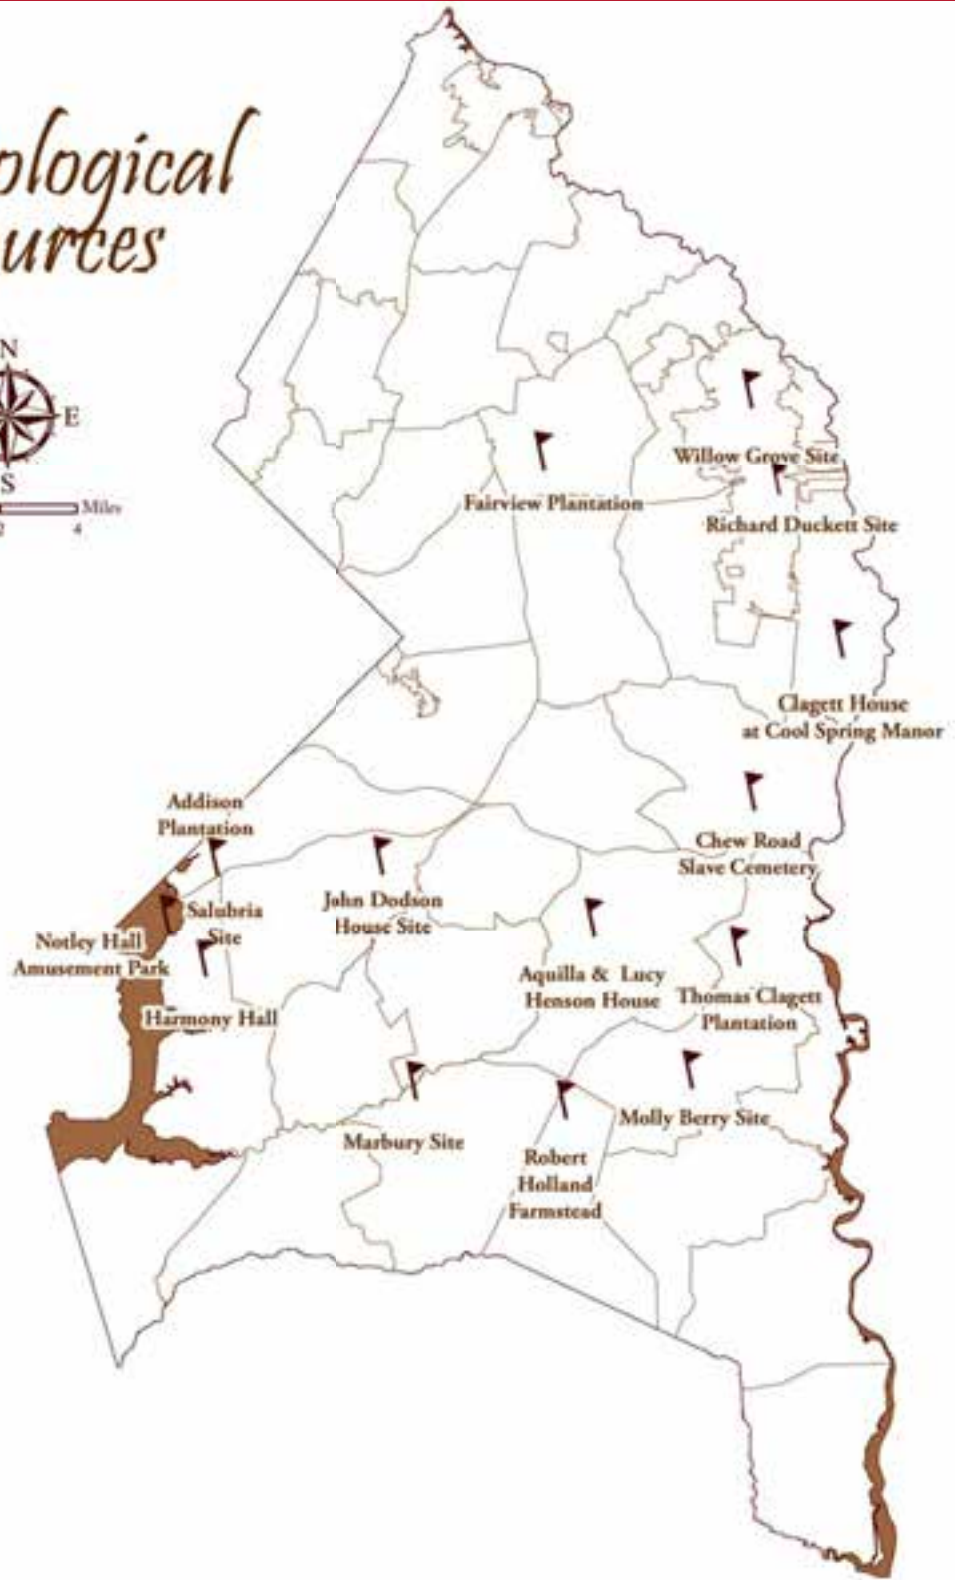 ological
urces
N
E
S
Miles
2
4
Willow Grove Site
Fairview Plantation
Richard Duckett Site
Clagett House
at Cool Spring Manor
Addison
Plantation
Chew Road
Slave Cemetery
John Dodson
House Site
Salubria
Site
Notley Hall
Amusement Park
Aquilla & Lucy
Henson House
Thomas Clagett
Plantation
Harmony Hall
Molly Berry Site
Marbury Site
Robert
Holland
Farmstead